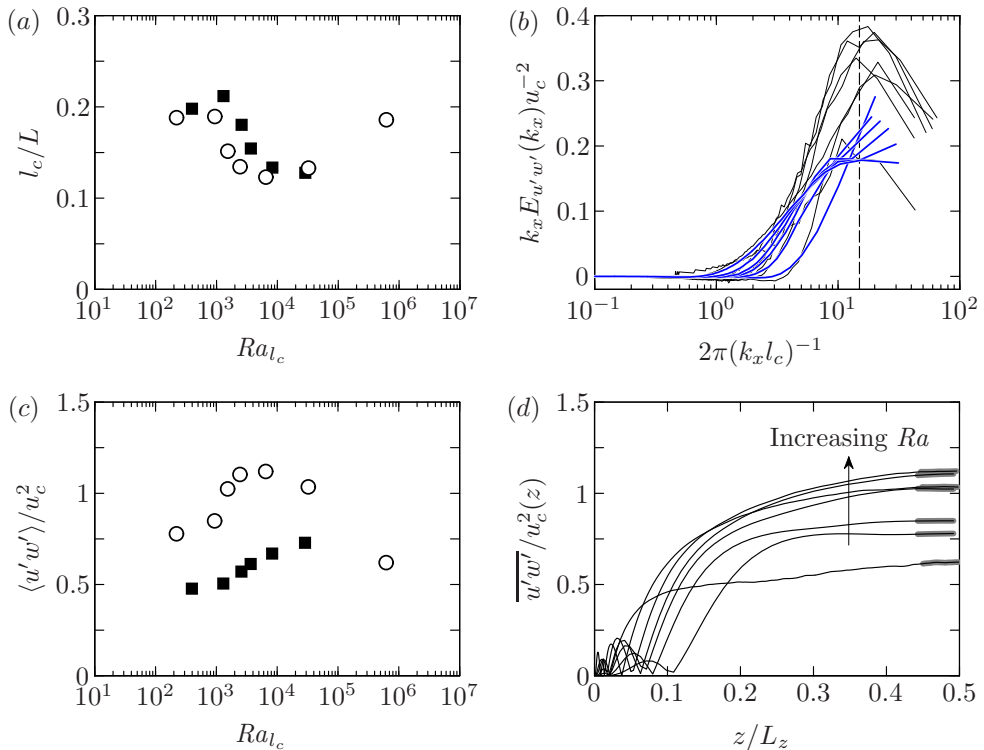 (a)
0.3
0.2
0.1
0
l_c/L
10^1 10^2 10^3 10^4 10^5 10^6 10^7
Ra_{l_c}
(b)
0.4
0.3
0.2
0.1
0
k_x E_{u'w'}(k_x)u_c^{-2}
10^{-1} 10^0 10^1 10^2
2π(k_x l_c)^{-1}
(c)
1.5
1
0.5
0
⟨u'w'⟩/u_c^2
10^1 10^2 10^3 10^4 10^5 10^6 10^7
Ra_{l_c}
(d)
1.5
1
0.5
0
\overline{u'w'}/u_c^2(z)
Increasing Ra
0 0.1 0.2 0.3 0.4 0.5
z/L_z